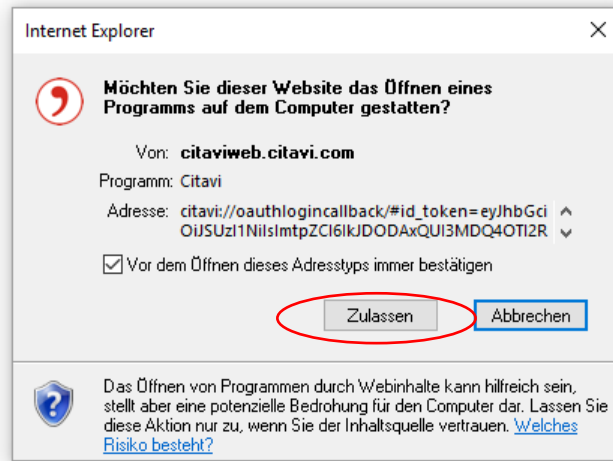 Internet Explorer
Möchten Sie dieser Website das Öffnen eines
Programms auf dem Computer gestatten?
Von: citaviweb.citavi.com
Programm: Citavi
Adresse: citavi://oauthlogincallback/#id_token=eyJhbGci
OiJSUzI1NiIsImtpZCI6IkJDODAxQUI3MDQ4OTI2R
Vor dem Öffnen dieses Adresstyps immer bestätigen
Zulassen Abbrechen
Das Öffnen von Programmen durch Webinhalte kann hilfreich sein,
stellt aber eine potenzielle Bedrohung für den Computer dar. Lassen Sie
diese Aktion nur zu, wenn Sie der Inhaltsquelle vertrauen. Welches
Risiko besteht?